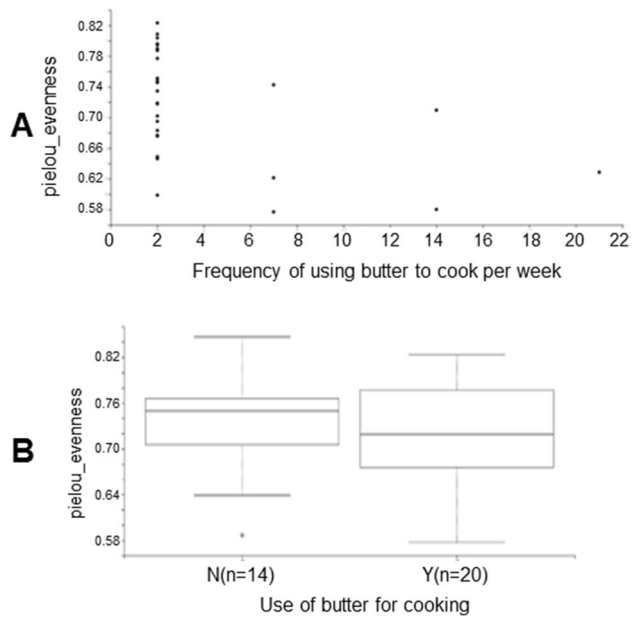 A
pielou_evenness
0.82
0.78
0.74
0.70
0.66
0.62
0.58
0 2 4 6 8 10 12 14 16 18 20 22
Frequency of using butter to cook per week
B
pielou_evenness
0.82
0.76
0.70
0.64
0.58
N(n=14) Y(n=20)
Use of butter for cooking